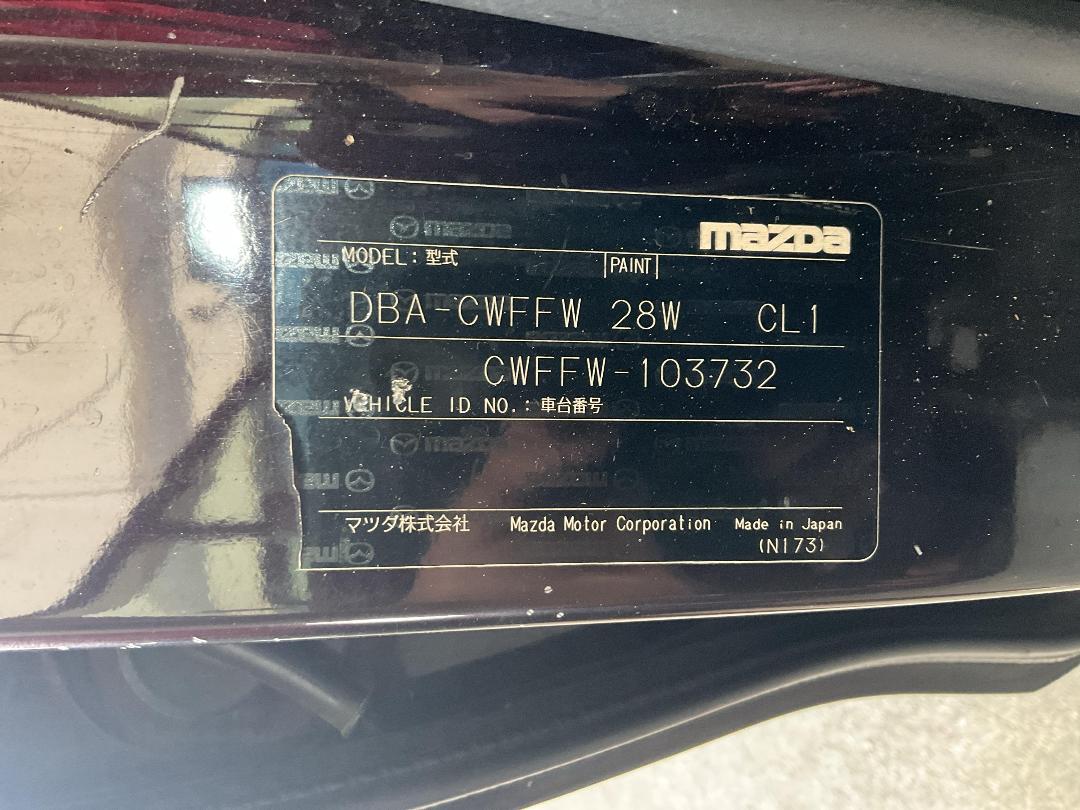 mazda
MODEL : 型式 PAINT
DBA-CWFFW 28W CL1
CWFFW-103732
VEHICLE ID NO. : 車台番号
マツダ株式会社 Mazda Motor Corporation Made in Japan
(N173)